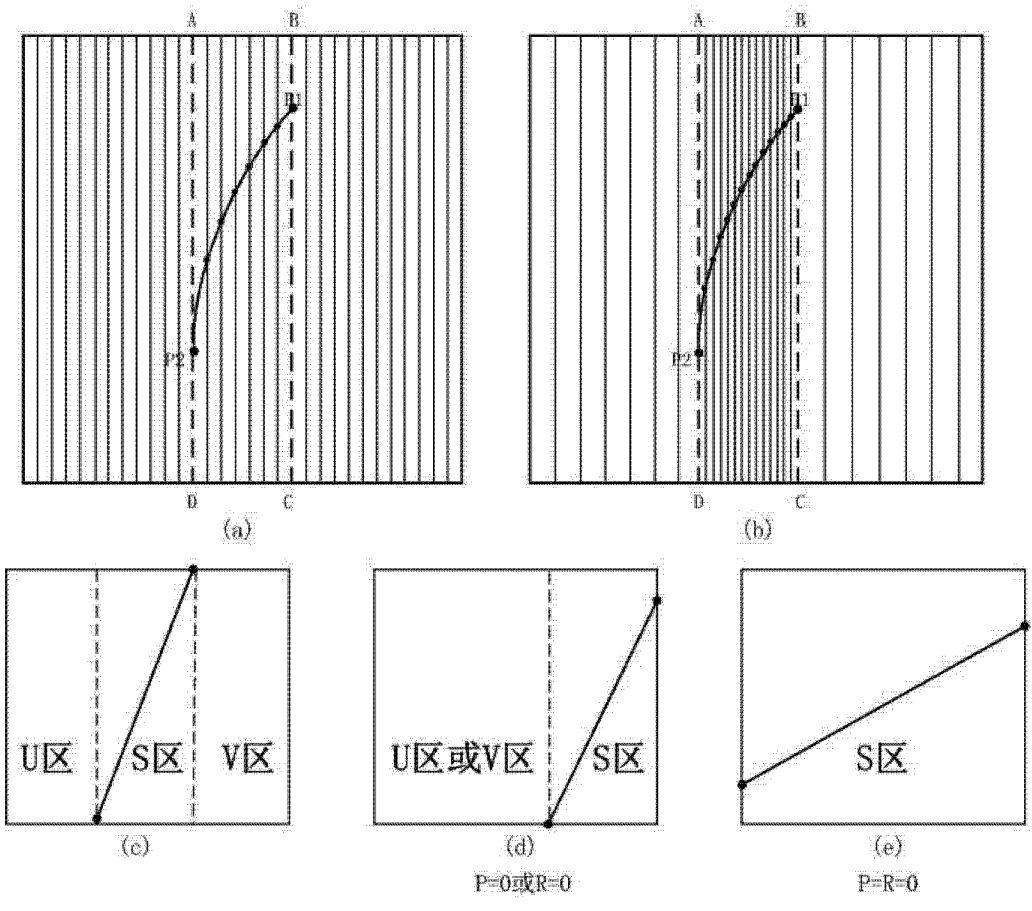 A B A B
P1 P1
P2 P2
D C D C
(a) (b)
U区 S区 V区 U区或V区 S区 S区
(c) (d) (e)
P=0或R=0 P=R=0